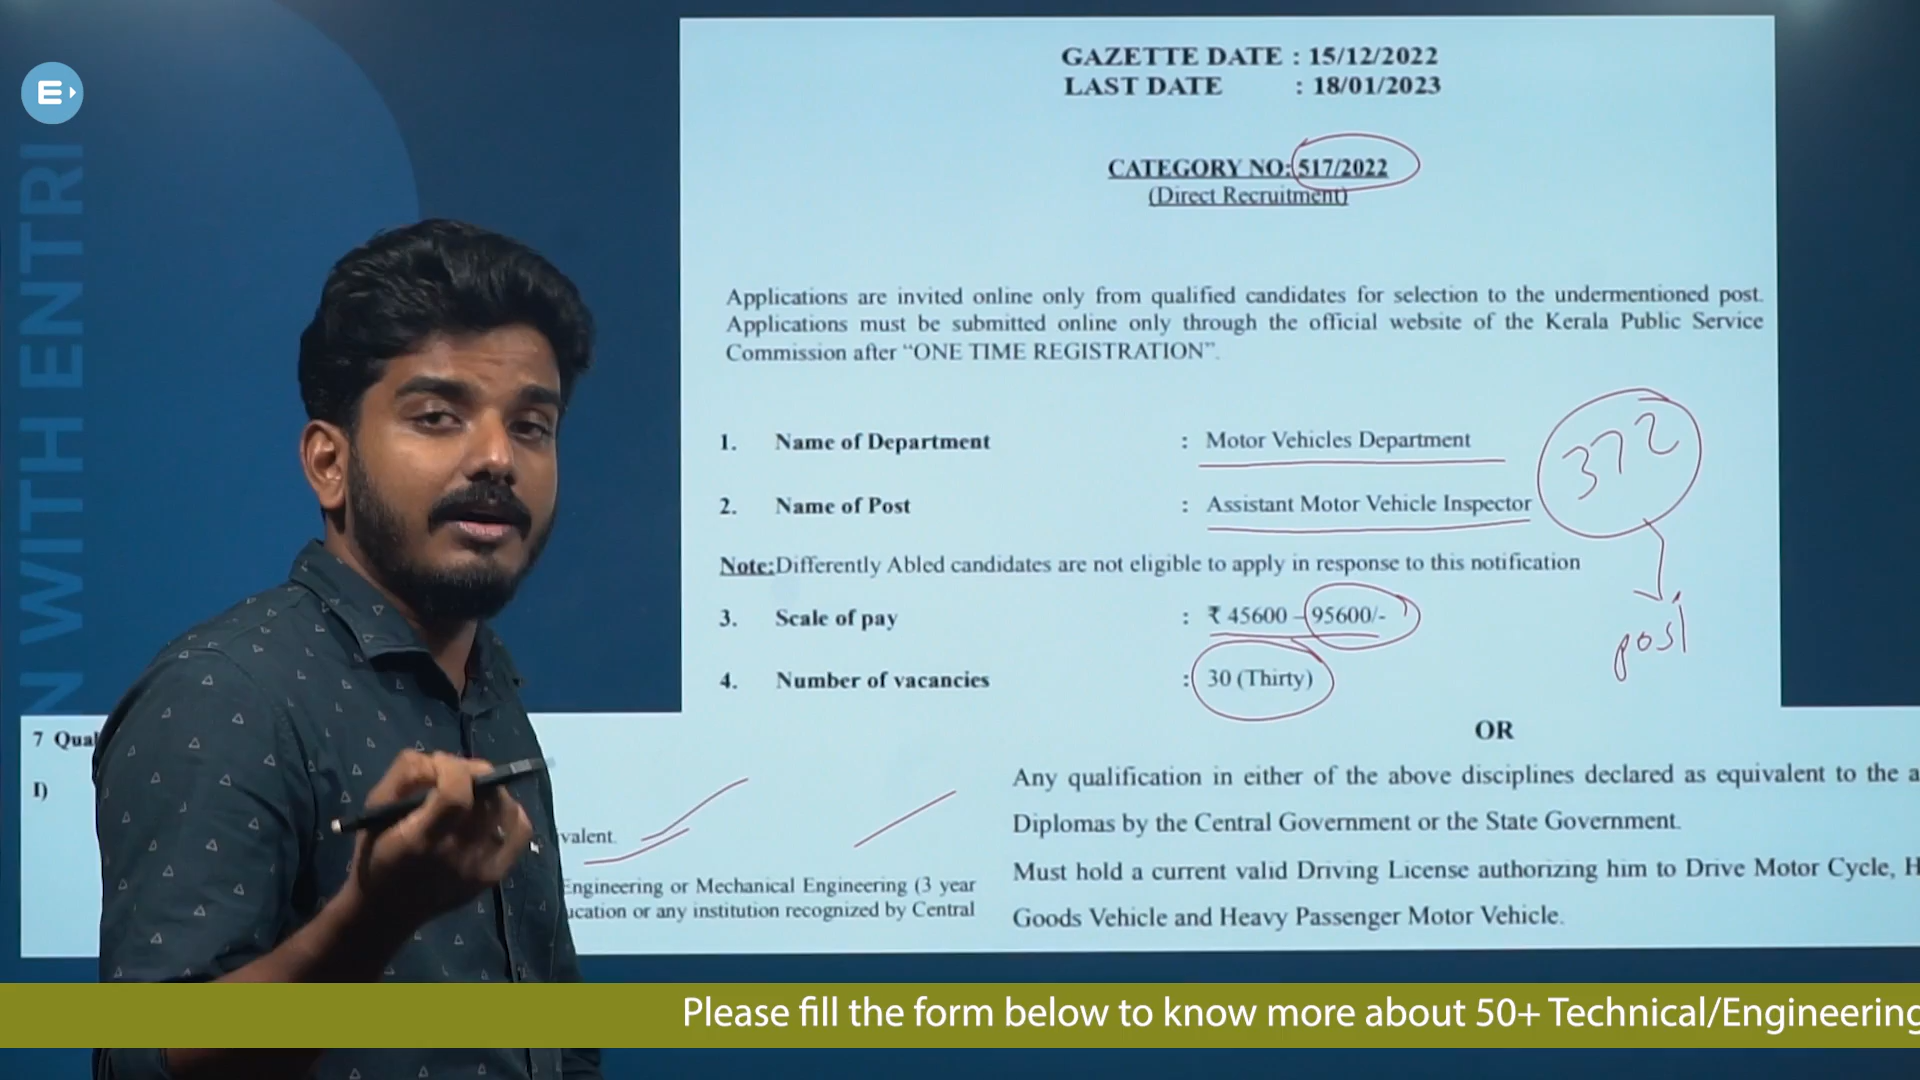 E
N WITH ENTRI
GAZETTE DATE : 15/12/2022
LAST DATE : 18/01/2023
CATEGORY NO: 517/2022
(Direct Recruitment)
Applications are invited online only from qualified candidates for selection to the undermentioned post.
Applications must be submitted online only through the official website of the Kerala Public Service
Commission after “ONE TIME REGISTRATION”.
1. Name of Department : Motor Vehicles Department
372
2. Name of Post : Assistant Motor Vehicle Inspector
Note: Differently Abled candidates are not eligible to apply in response to this notification
3. Scale of pay : ₹ 45600 – 95600/-
post
4. Number of vacancies : 30 (Thirty)
7 Qual
I)
valent.
Engineering or Mechanical Engineering (3 year
ucation or any institution recognized by Central
OR
Any qualification in either of the above disciplines declared as equivalent to the a
Diplomas by the Central Government or the State Government.
Must hold a current valid Driving License authorizing him to Drive Motor Cycle, H
Goods Vehicle and Heavy Passenger Motor Vehicle.
Please fill the form below to know more about 50+ Technical/Engineering